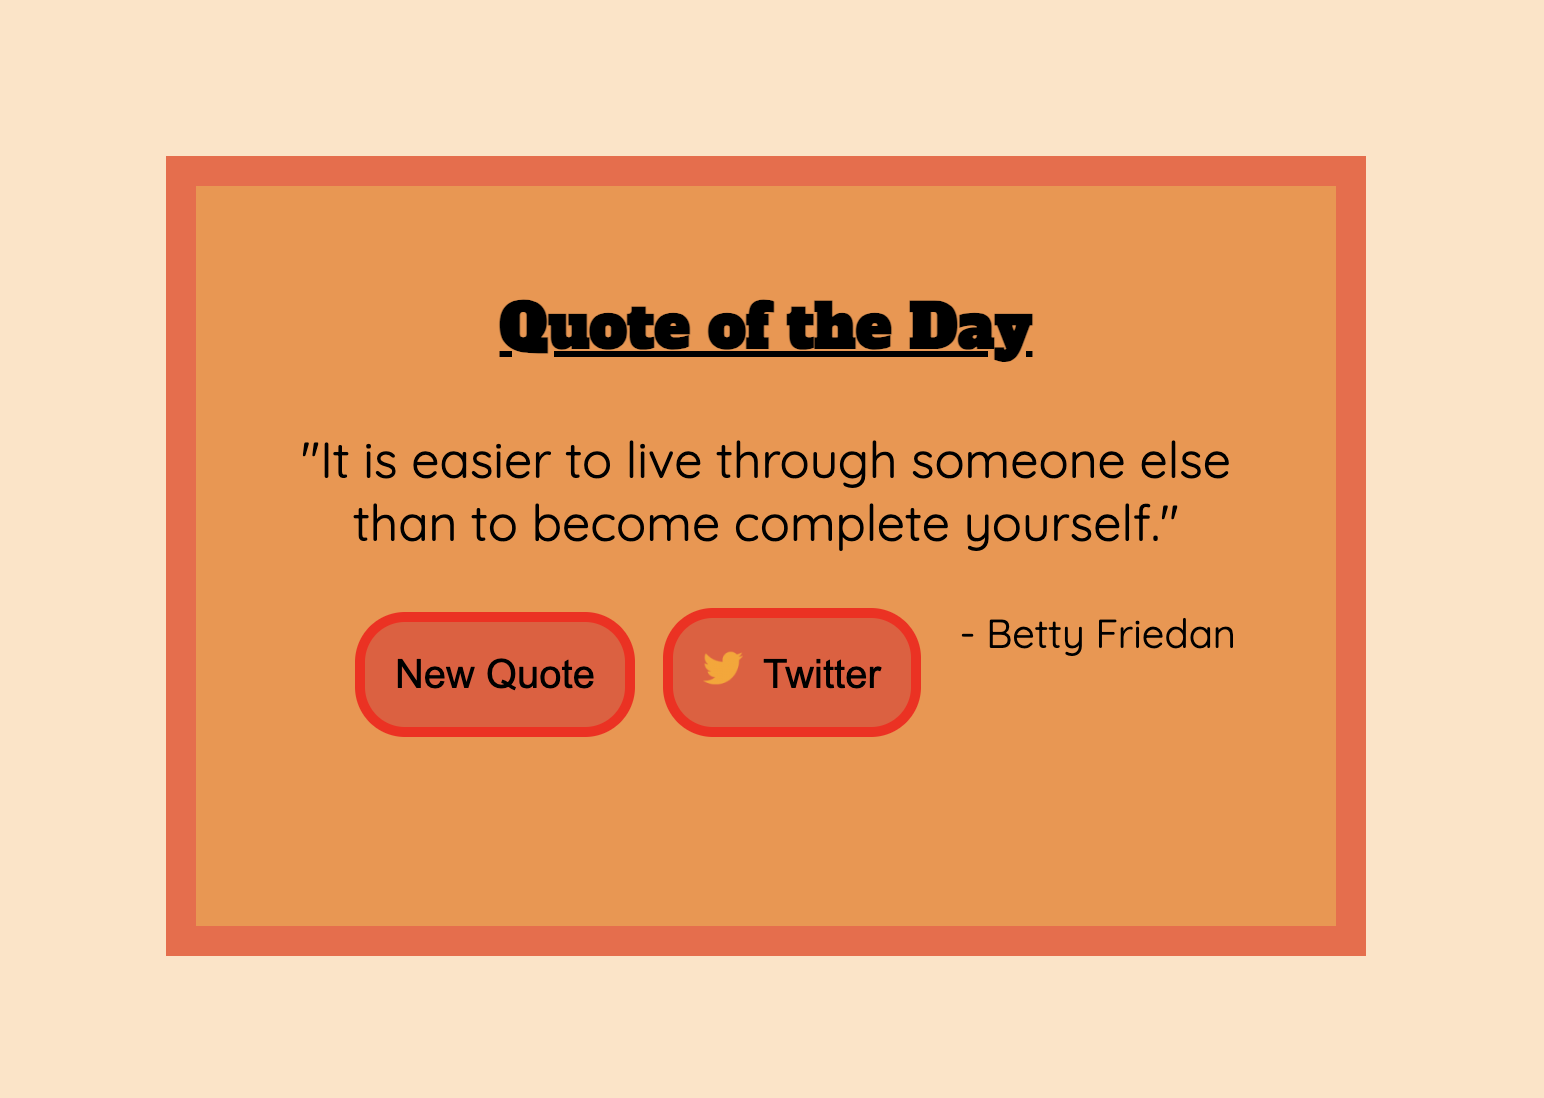 Quote of the Day
"It is easier to live through someone else
than to become complete yourself."
- Betty Friedan
New Quote
Twitter